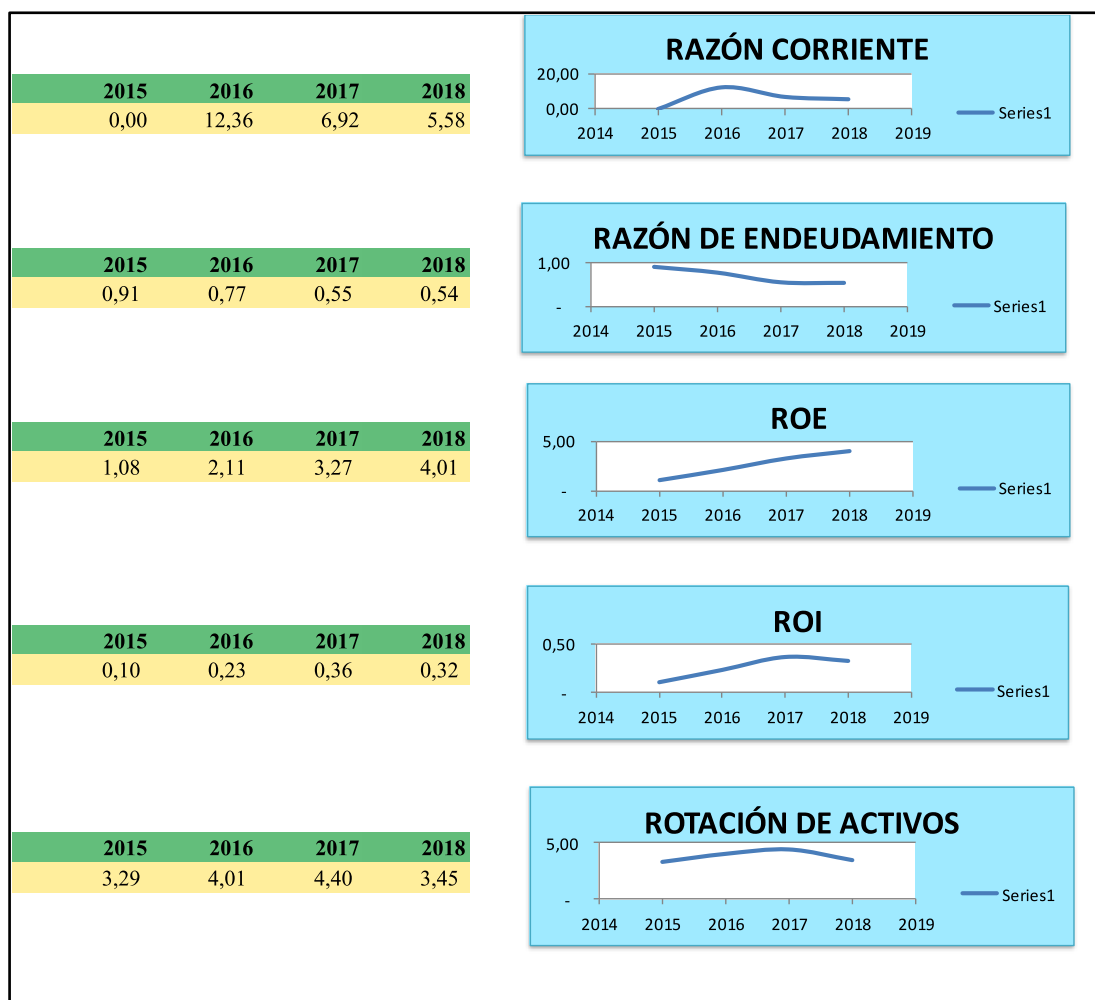 2015 2016 2017 2018
0,00 12,36 6,92 5,58
RAZÓN CORRIENTE
20,00
0,00
2014 2015 2016 2017 2018 2019
Series1
2015 2016 2017 2018
0,91 0,77 0,55 0,54
RAZÓN DE ENDEUDAMIENTO
1,00
-
2014 2015 2016 2017 2018 2019
Series1
2015 2016 2017 2018
1,08 2,11 3,27 4,01
ROE
5,00
-
2014 2015 2016 2017 2018 2019
Series1
2015 2016 2017 2018
0,10 0,23 0,36 0,32
ROI
0,50
-
2014 2015 2016 2017 2018 2019
Series1
2015 2016 2017 2018
3,29 4,01 4,40 3,45
ROTACIÓN DE ACTIVOS
5,00
-
2014 2015 2016 2017 2018 2019
Series1